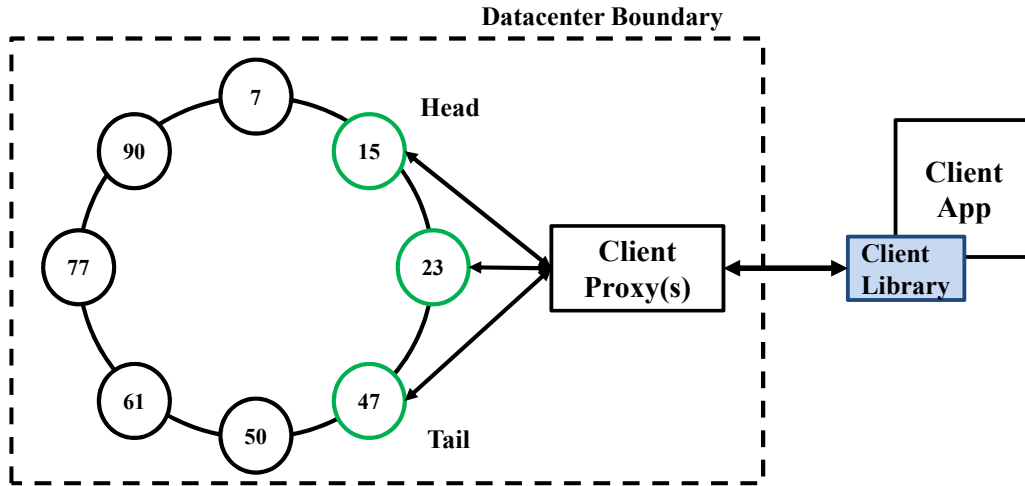 Datacenter Boundary
7
Head
90
15
Client
App
77
23
Client
Proxy(s)
Client
Library
61
47
50
Tail